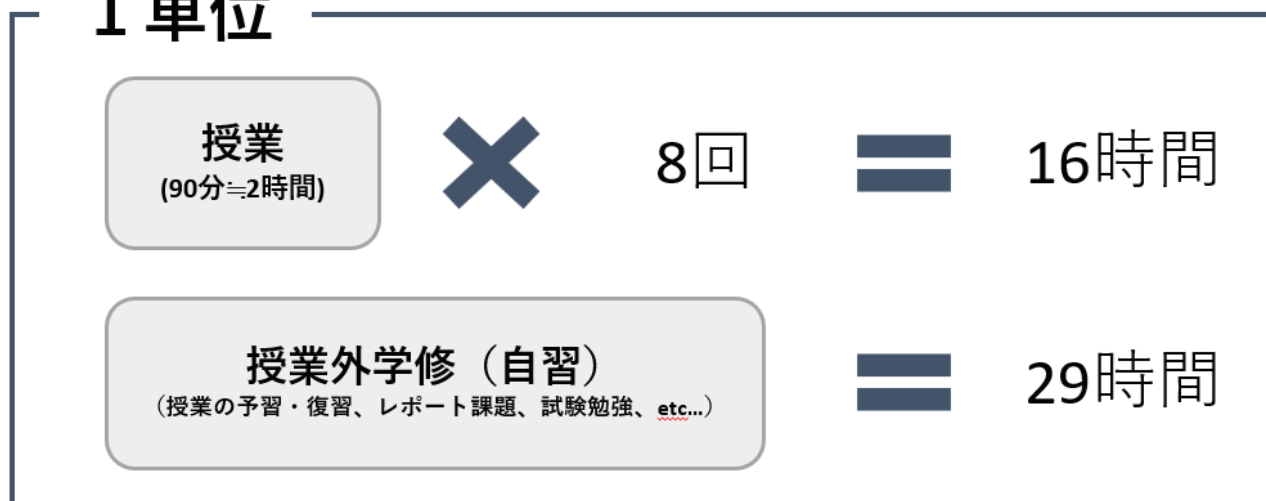 1単位
授業
(90分≒2時間)
8回
16時間
授業外学修（自習）
（授業の予習・復習、レポート課題、試験勉強、etc…）
29時間